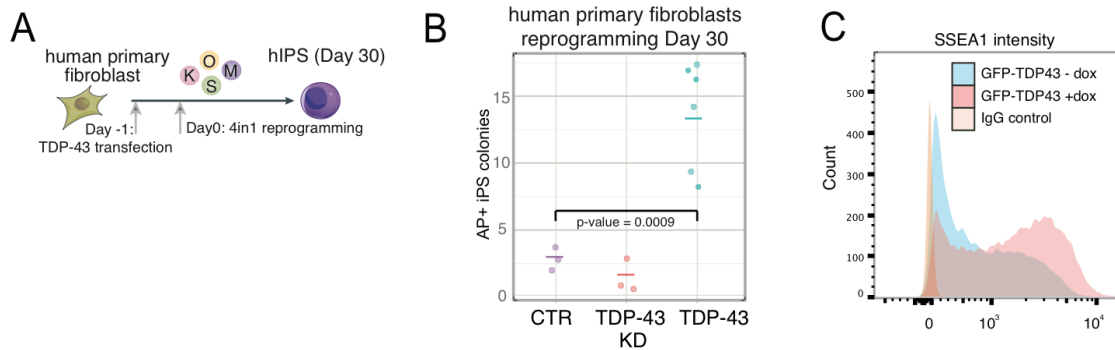 A
human primary
fibroblast
K
O
S
M
hIPS (Day 30)
Day -1:
TDP-43 transfection
Day0: 4in1 reprogramming
B
human primary fibroblasts
reprogramming Day 30
AP+ iPS colonies
15
10
5
0
p-value = 0.0009
CTR
TDP-43
KD
TDP-43
C
SSEA1 intensity
GFP-TDP43 - dox
GFP-TDP43 +dox
IgG control
Count
500
400
300
200
100
0
0
10³
10⁴